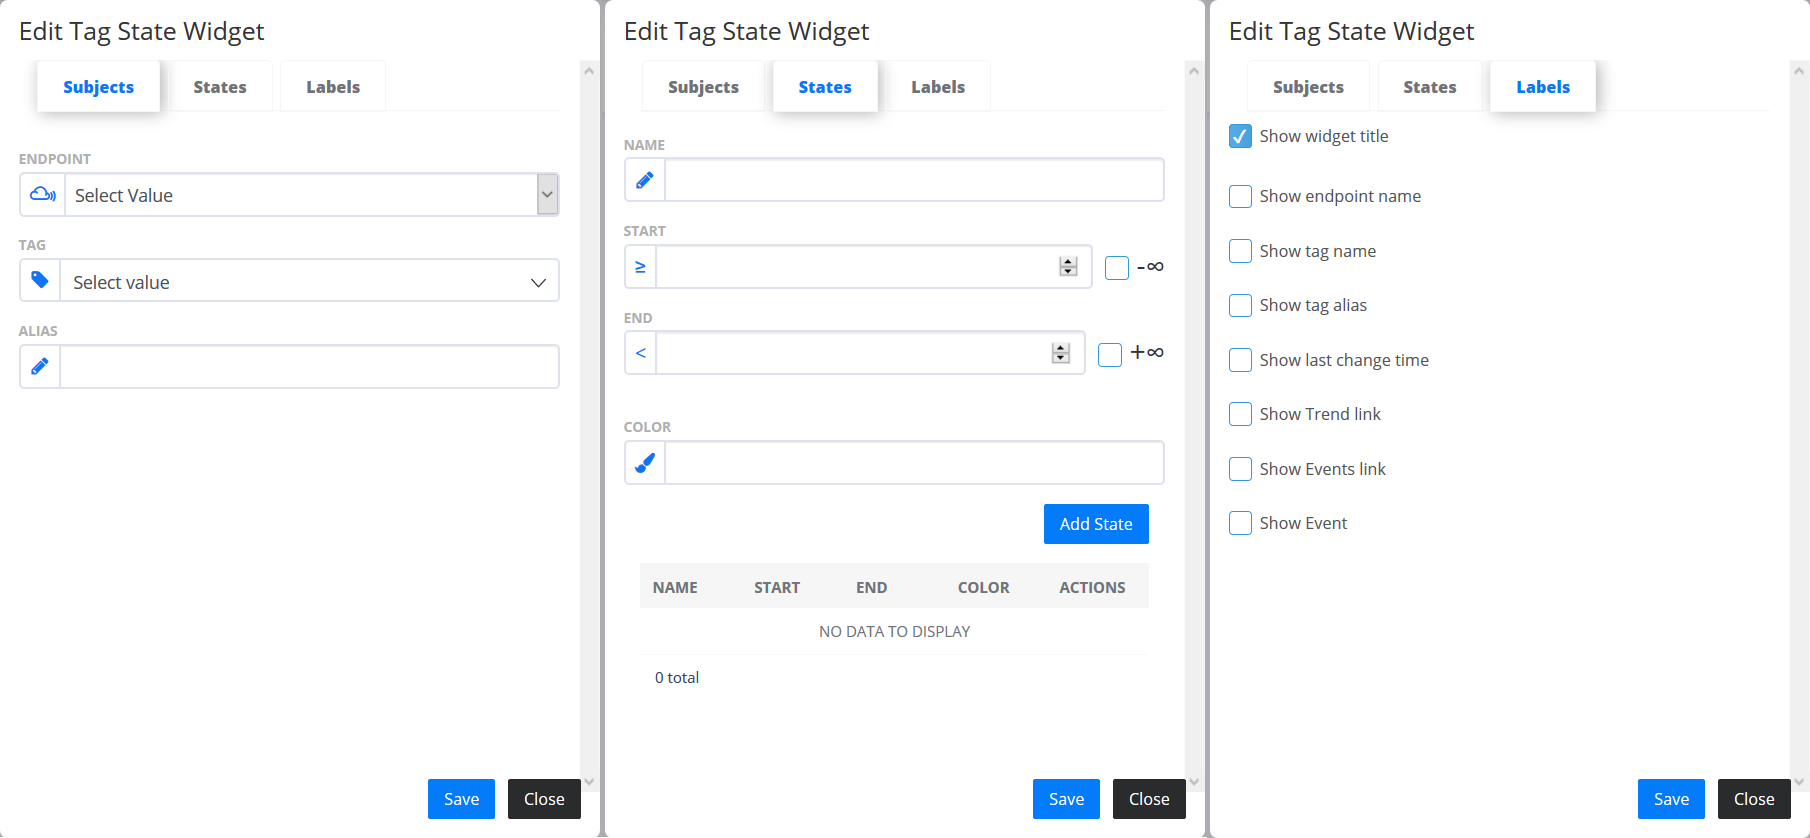 Edit Tag State Widget
Subjects States Labels
ENDPOINT
Select Value
TAG
Select value
ALIAS
Save Close
Edit Tag State Widget
Subjects States Labels
NAME
START
≥ -∞
END
< +∞
COLOR
Add State
NAME START END COLOR ACTIONS
NO DATA TO DISPLAY
0 total
Save Close
Edit Tag State Widget
Subjects States Labels
Show widget title
Show endpoint name
Show tag name
Show tag alias
Show last change time
Show Trend link
Show Events link
Show Event
Save Close